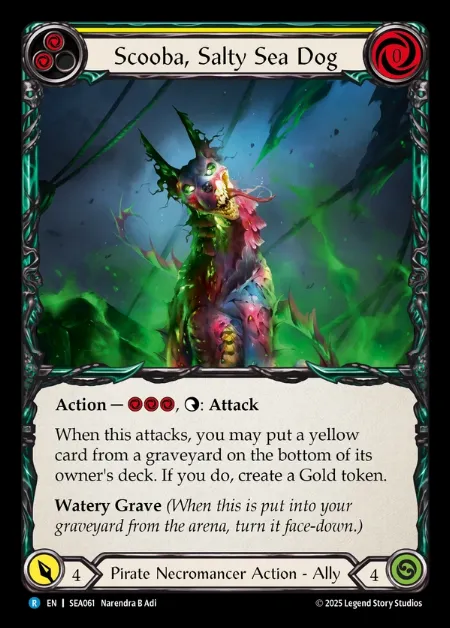 Scooba, Salty Sea Dog
0
Action — , : Attack
When this attacks, you may put a yellow
card from a graveyard on the bottom of its
owner's deck. If you do, create a Gold token.
Watery Grave (When this is put into your
graveyard from the arena, turn it face-down.)
4
Pirate Necromancer Action - Ally
4
R EN | SEA061 Narendra B Adi
© 2025 Legend Story Studios